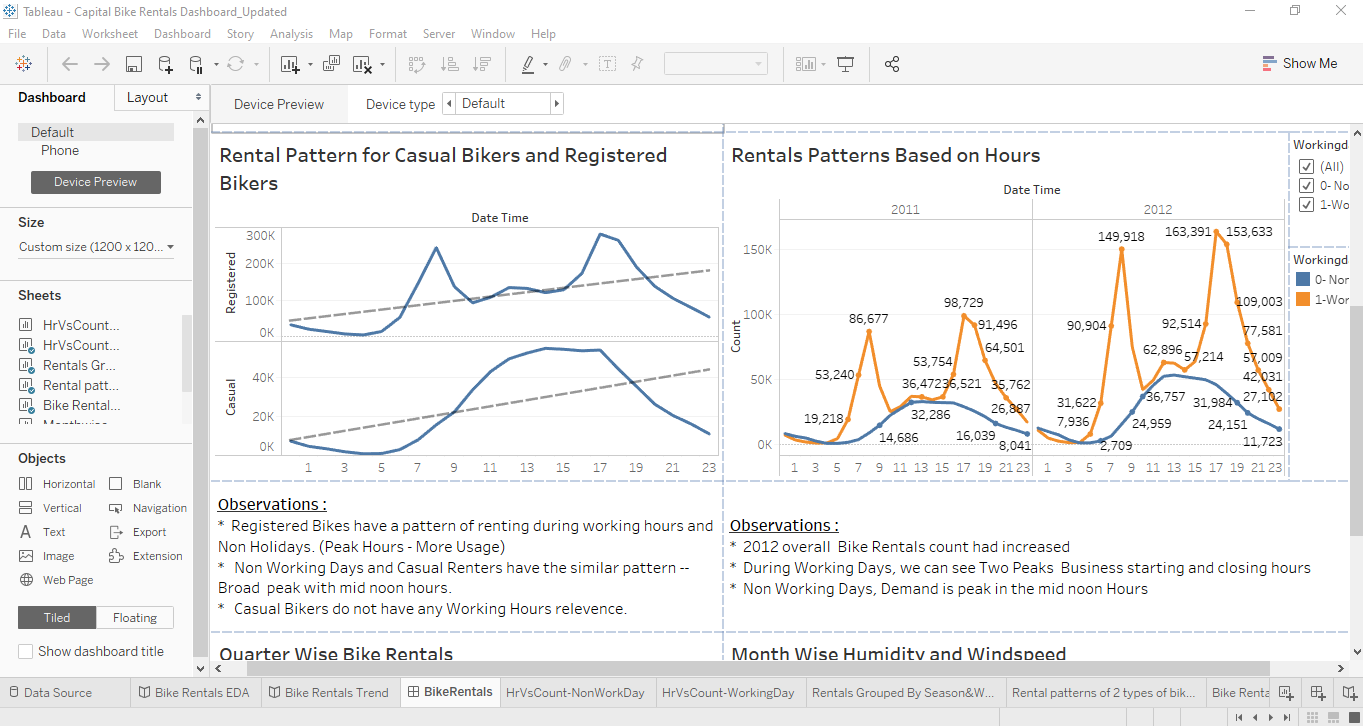 Tableau - Capital Bike Rentals Dashboard_Updated
File Data Worksheet Dashboard Story Analysis Map Format Server Window Help
Show Me
Dashboard Layout
Default
Phone
Device Preview
Size
Custom size (1200 x 120...
Sheets
HrVsCount...
HrVsCount...
Rentals Gr...
Rental patt...
Bike Rental...
Objects
Horizontal Blank
Vertical Navigation
Text Export
Image Extension
Web Page
Tiled Floating
Show dashboard title
Device Preview Device type Default
Rental Pattern for Casual Bikers and Registered
Bikers
Date Time
Registered
300K
200K
100K
0K
Casual
40K
20K
0K
1 3 5 7 9 11 13 15 17 19 21 23
Observations :
* Registered Bikes have a pattern of renting during working hours and
Non Holidays. (Peak Hours - More Usage)
* Non Working Days and Casual Renters have the similar pattern --
Broad peak with mid noon hours.
* Casual Bikers do not have any Working Hours relevence.
Quarter Wise Bike Rentals
Rentals Patterns Based on Hours
Date Time
2011 2012
Count
150K
100K
50K
0K
163,391 153,633
149,918
98,729 109,003
86,677 91,496 90,904 92,514 77,581
53,754 64,501 62,896 57,214 57,009
53,240 36,472 36,521 35,762 42,031
19,218 32,286 26,887 31,622 36,757 31,984 27,102
14,686 16,039 8,041 7,936 2,709 24,959 24,151 11,723
1 3 5 7 9 11 13 15 17 19 21 23 1 3 5 7 9 11 13 15 17 19 21 23
Observations :
* 2012 overall Bike Rentals count had increased
* During Working Days, we can see Two Peaks Business starting and closing hours
* Non Working Days, Demand is peak in the mid noon Hours
Month Wise Humidity and Windspeed
Workingd
(All)
0- No
1-Wo
Workingd
0- Non
1-Wor
Data Source Bike Rentals EDA Bike Rentals Trend BikeRentals HrVsCount-NonWorkDay HrVsCount-WorkingDay Rentals Grouped By Season&W... Rental patterns of 2 types of bik... Bike Renta